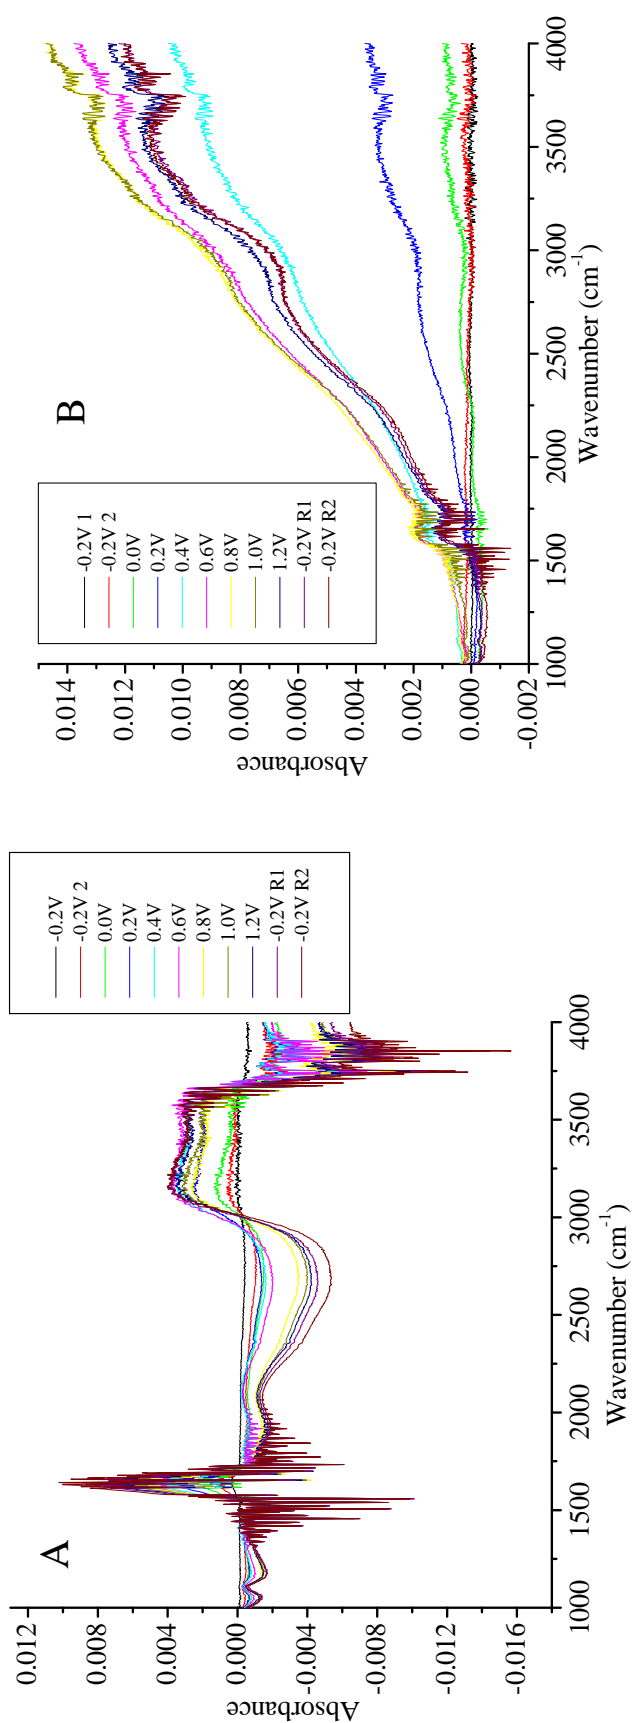 A
-0.2V
-0.2V 2
0.0V
0.2V
0.4V
0.6V
0.8V
1.0V
1.2V
-0.2V R1
-0.2V R2
0.012
0.008
0.004
0.000
-0.004
-0.008
-0.012
-0.016
Absorbance
1000 1500 2000 2500 3000 3500 4000
Wavenumber (cm-1)
B
-0.2V 1
-0.2V 2
0.0V
0.2V
0.4V
0.6V
0.8V
1.0V
1.2V
-0.2V R1
-0.2V R2
0.014
0.012
0.010
0.008
0.006
0.004
0.002
0.000
-0.002
Absorbance
1000 1500 2000 2500 3000 3500 4000
Wavenumber (cm-1)